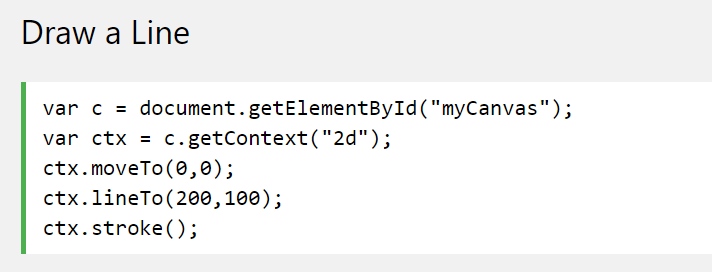 Draw a Line
var c = document.getElementById("myCanvas");
var ctx = c.getContext("2d");
ctx.moveTo(0,0);
ctx.lineTo(200,100);
ctx.stroke();